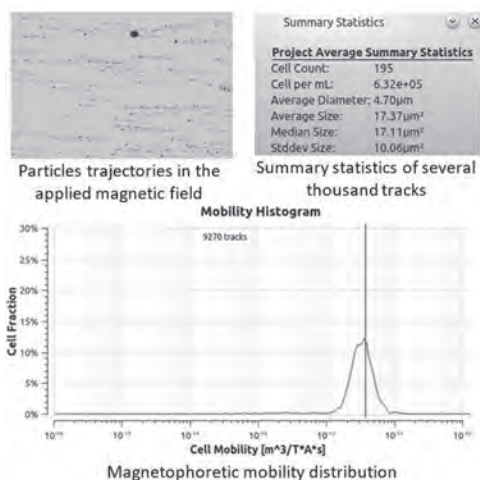 Summary Statistics
Project Average Summary Statistics
Cell Count: 195
Cell per mL: 6.32e+05
Average Diameter: 4.70µm
Average Size: 17.37µm²
Median Size: 17.11µm²
Stddev Size: 10.06µm²
Particles trajectories in the
applied magnetic field
Summary statistics of several
thousand tracks
Mobility Histogram
9270 tracks
30%
25%
20%
15%
10%
5%
0%
Cell Fraction
Cell Mobility [m^3/T*A*s]
Magnetophoretic mobility distribution